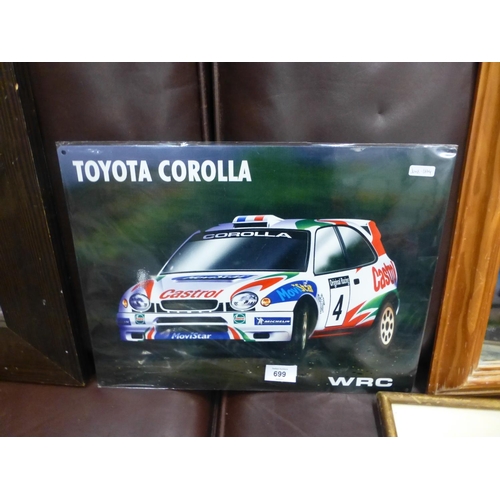 TOYOTA COROLLA
COROLLA
Castrol
MoviStar
Castrol
4
MICHELIN
MoviStar
699
WRC